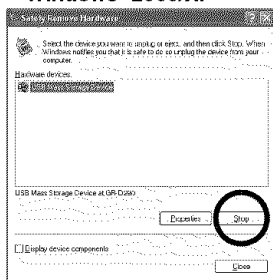 Safely Remove Hardware
Select the device you want to unplug or eject, and then click Stop. When
Windows notifies you that it is safe to do so unplug the device from your
computer.
Hardware devices:
USB Mass Storage Device
USB Mass Storage Device at GR-D290
Properties
Stop
Display device components
Close